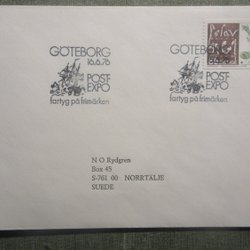 GÖTEBORG
16.6.76
POST-
EXPO
fartyg på frimärken
GÖTEBORG
POST-
EXPO
fartyg på frimärken
N O Rydgren
Box 45
S-761 00 NORRTÄLJE
SUEDE